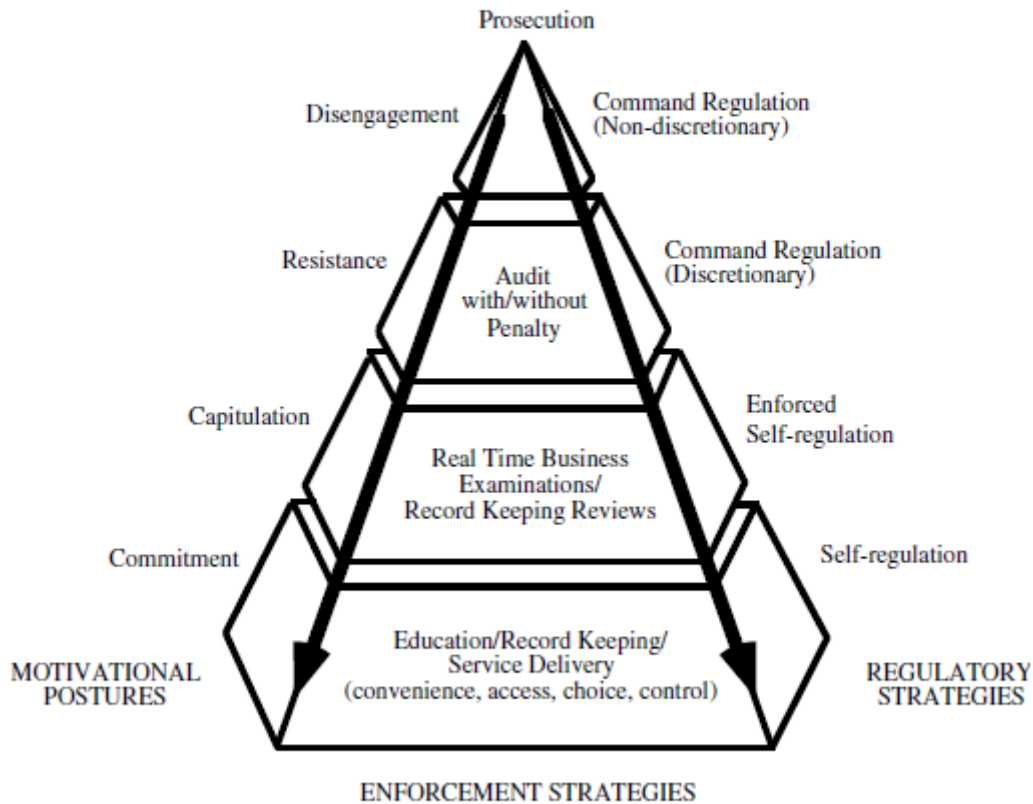 Prosecution
Disengagement
Command Regulation
(Non-discretionary)
Resistance
Command Regulation
(Discretionary)
Audit
with/without
Penalty
Capitulation
Enforced
Self-regulation
Real Time Business
Examinations/
Record Keeping Reviews
Commitment
Self-regulation
Education/Record Keeping/
Service Delivery
(convenience, access, choice, control)
MOTIVATIONAL
POSTURES
REGULATORY
STRATEGIES
ENFORCEMENT STRATEGIES